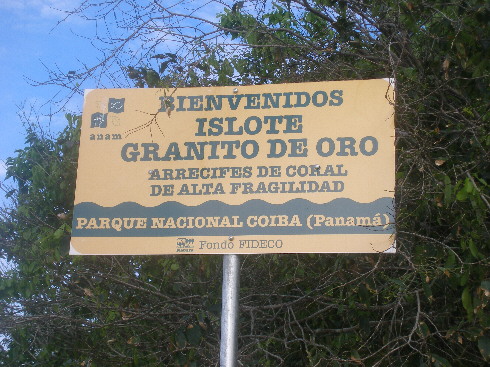 anam
BIENVENIDOS
ISLOTE
GRANITO DE ORO
ARRECIFES DE CORAL
DE ALTA FRAGILIDAD
PARQUE NACIONAL COIBA (Panamá)
Fondo FIDECO